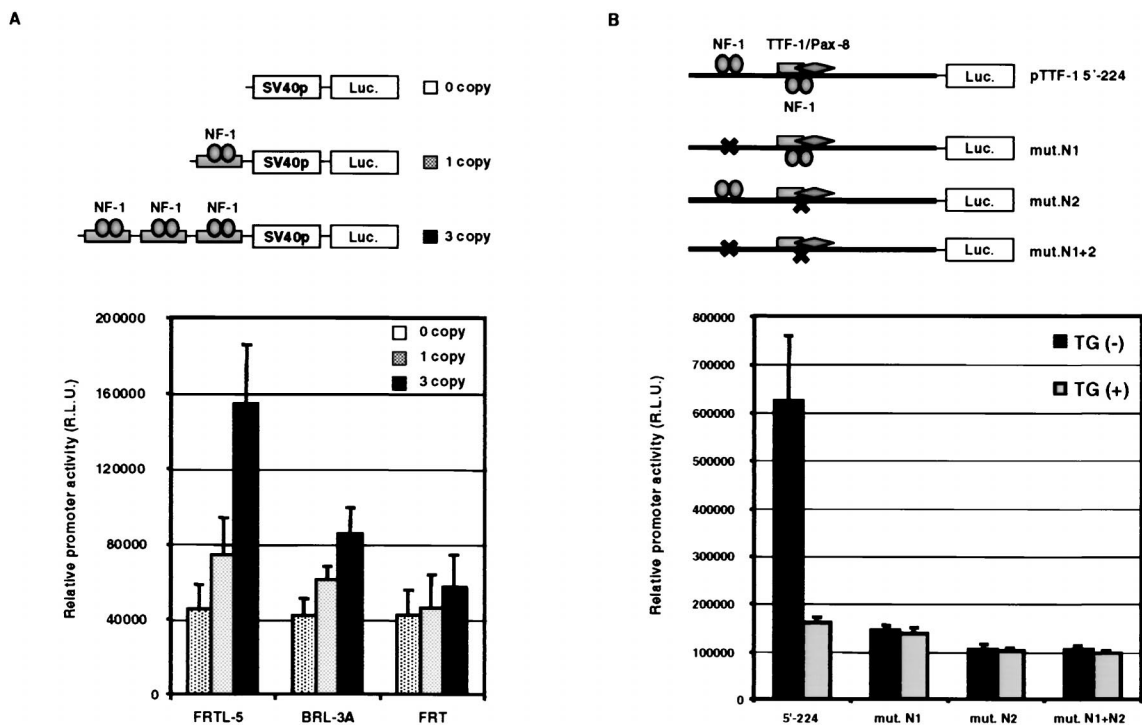 A
SV40p Luc. 0 copy
NF-1
SV40p Luc. 1 copy
NF-1 NF-1 NF-1
SV40p Luc. 3 copy
Relative promoter activity (R.L.U.)
200000
160000
120000
80000
40000
0
0 copy
1 copy
3 copy
FRTL-5 BRL-3A FRT
B
NF-1 TTF-1/Pax-8
Luc. pTTF-1 5'-224
NF-1
Luc. mut.N1
Luc. mut.N2
Luc. mut.N1+2
Relative promoter activity (R.L.U.)
800000
700000
600000
500000
400000
300000
200000
100000
0
TG (-)
TG (+)
5'-224 mut. N1 mut. N2 mut. N1+N2